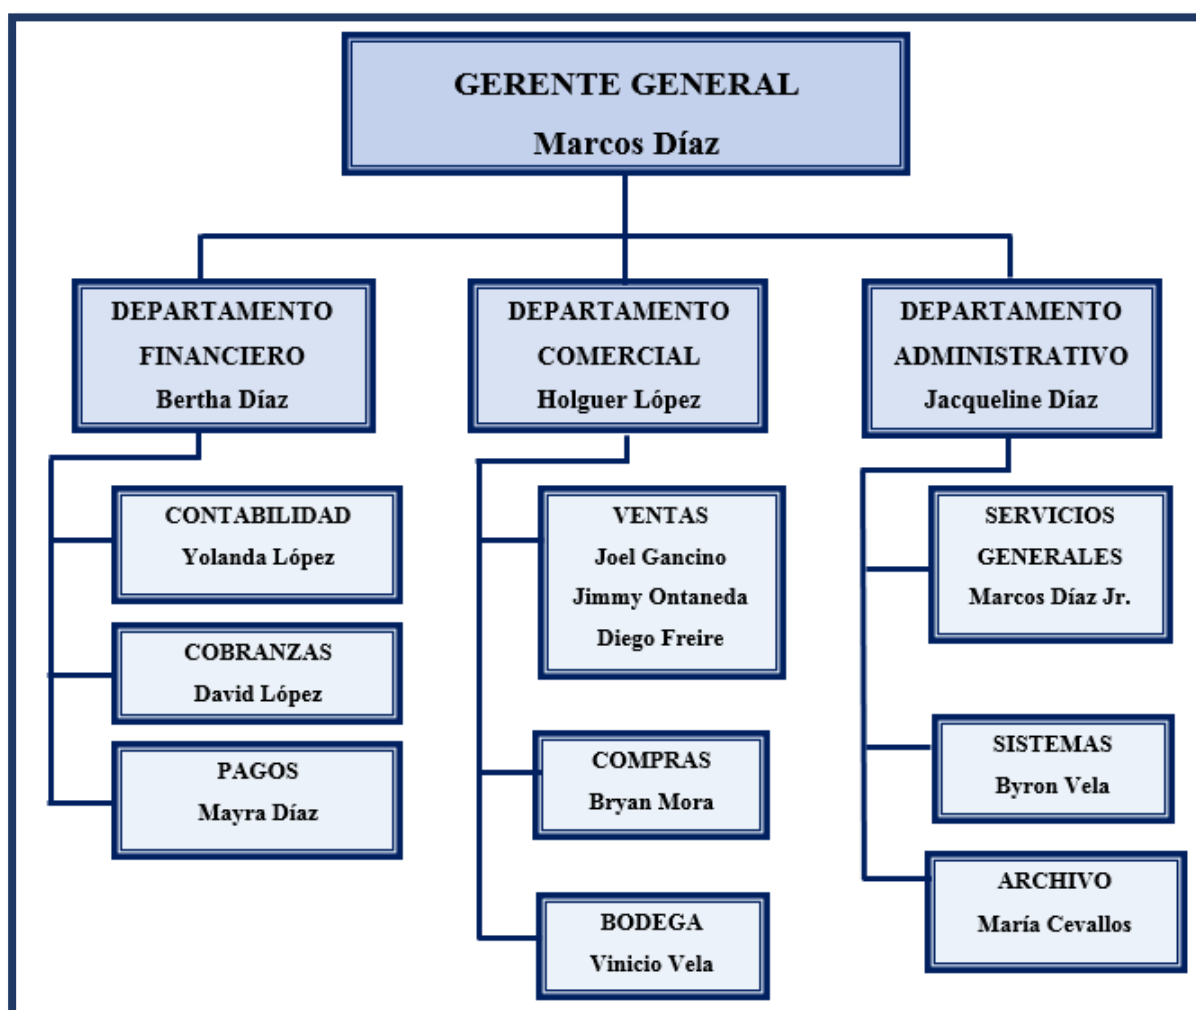 GERENTE GENERAL
Marcos Díaz
DEPARTAMENTO
FINANCIERO
Bertha Díaz
CONTABILIDAD
Yolanda López
COBRANZAS
David López
PAGOS
Mayra Díaz
DEPARTAMENTO
COMERCIAL
Holguer López
VENTAS
Joel Gancino
Jimmy Ontaneda
Diego Freire
COMPRAS
Bryan Mora
BODEGA
Vinicio Vela
DEPARTAMENTO
ADMINISTRATIVO
Jacqueline Díaz
SERVICIOS
GENERALES
Marcos Díaz Jr.
SISTEMAS
Byron Vela
ARCHIVO
María Cevallos